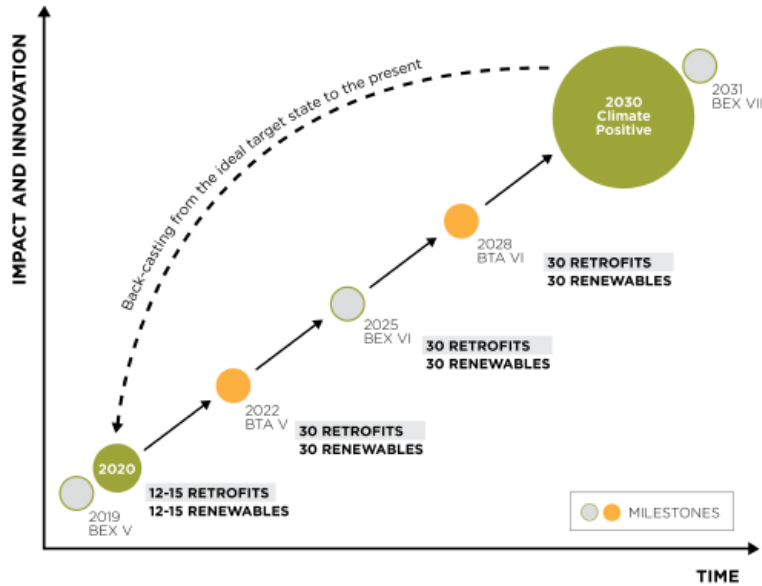 IMPACT AND INNOVATION
Back-casting from the ideal target state to the present
2030
Climate
Positive
2031
BEX VII
2028
BTA VI
30 RETROFITS
30 RENEWABLES
2025
BEX VI
30 RETROFITS
30 RENEWABLES
2022
BTA V
30 RETROFITS
30 RENEWABLES
2020
12-15 RETROFITS
12-15 RENEWABLES
2019
BEX V
MILESTONES
TIME